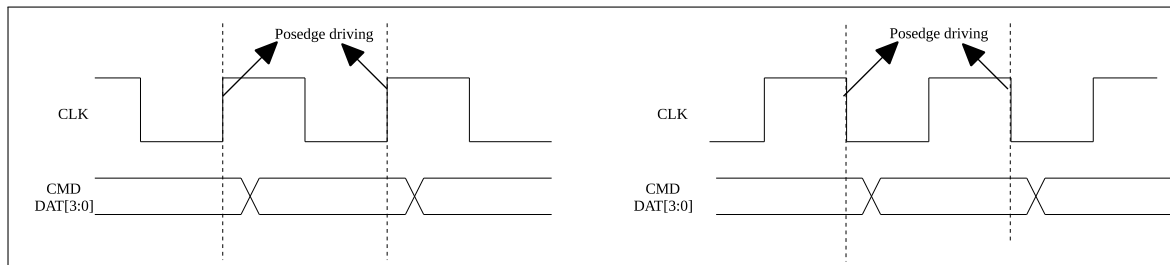 Posedge driving
CLK
CMD
DAT[3:0]
Posedge driving
CLK
CMD
DAT[3:0]